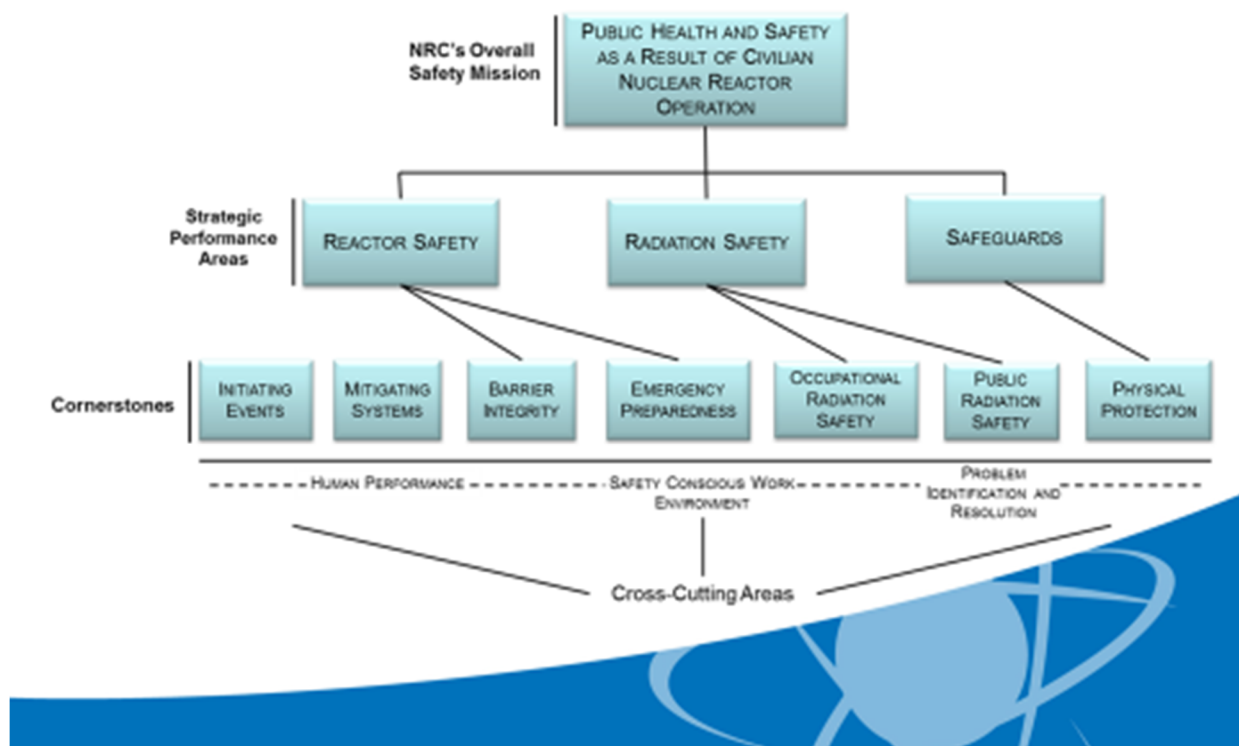 NRC's Overall
Safety Mission
PUBLIC HEALTH AND SAFETY
AS A RESULT OF CIVILIAN
NUCLEAR REACTOR
OPERATION
Strategic
Performance
Areas
REACTOR SAFETY
RADIATION SAFETY
SAFEGUARDS
Cornerstones
INITIATING
EVENTS
MITIGATING
SYSTEMS
BARRIER
INTEGRITY
EMERGENCY
PREPAREDNESS
OCCUPATIONAL
RADIATION
SAFETY
PUBLIC
RADIATION
SAFETY
PHYSICAL
PROTECTION
HUMAN PERFORMANCE
SAFETY CONSCIOUS WORK
ENVIRONMENT
PROBLEM
IDENTIFICATION AND
RESOLUTION
Cross-Cutting Areas